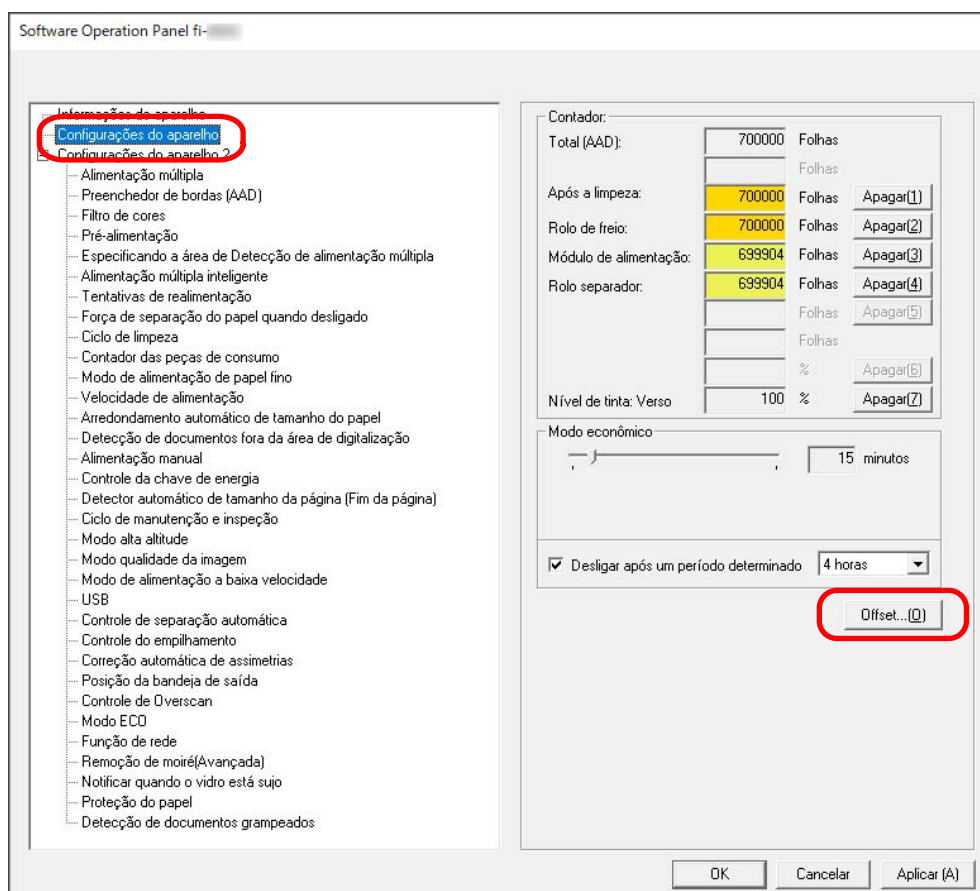 Software Operation Panel fi-
Informações do aparelho
Configurações do aparelho
Configurações do aparelho 2
Alimentação múltipla
Preenchedor de bordas (AAD)
Filtro de cores
Pré-alimentação
Especificando a área de Detecção de alimentação múltipla
Alimentação múltipla inteligente
Tentativas de realimentação
Força de separação do papel quando desligado
Ciclo de limpeza
Contador das peças de consumo
Modo de alimentação de papel fino
Velocidade de alimentação
Arredondamento automático de tamanho do papel
Detecção de documentos fora da área de digitalização
Alimentação manual
Controle da chave de energia
Detector automático de tamanho da página (Fim da página)
Ciclo de manutenção e inspeção
Modo alta altitude
Modo qualidade da imagem
Modo de alimentação a baixa velocidade
USB
Controle de separação automática
Controle do empilhamento
Correção automática de assimetrias
Posição da bandeja de saída
Controle de Overscan
Modo ECO
Função de rede
Remoção de moiré(Avançada)
Notificar quando o vidro está sujo
Proteção do papel
Detecção de documentos grampeados
Contador:
Total (AAD): 700000 Folhas
Folhas
Após a limpeza: 700000 Folhas Apagar(1)
Rolo de freio: 700000 Folhas Apagar(2)
Módulo de alimentação: 699904 Folhas Apagar(3)
Rolo separador: 699904 Folhas Apagar(4)
Folhas Apagar(5)
Folhas
% Apagar(6)
Nível de tinta: Verso 100 % Apagar(7)
Modo econômico
15 minutos
Desligar após um período determinado 4 horas
Offset...(O)
OK Cancelar Aplicar (A)